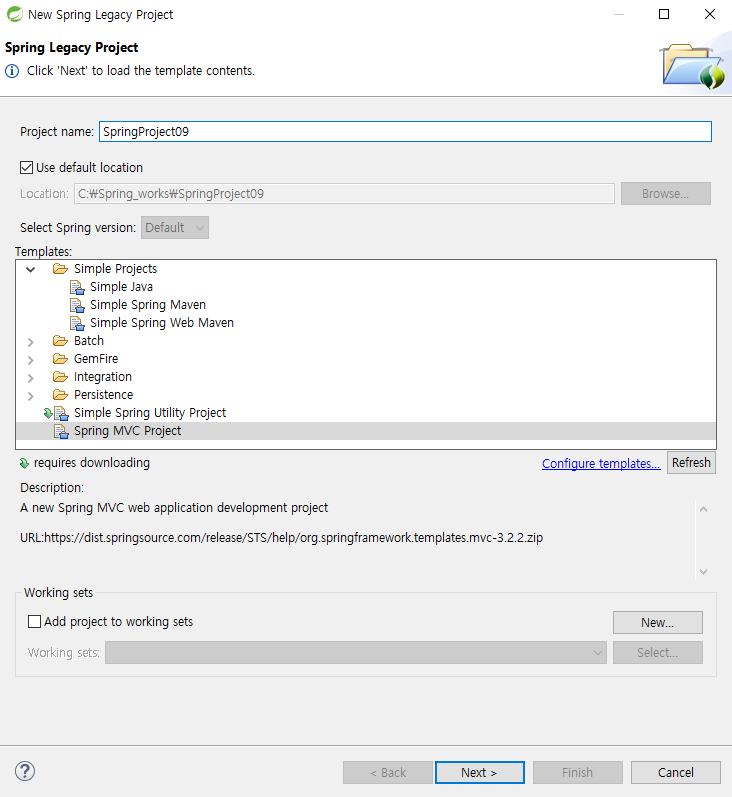 New Spring Legacy Project
Spring Legacy Project
Click 'Next' to load the template contents.
Project name: SpringProject09
Use default location
Location: C:₩Spring_works₩SpringProject09 Browse...
Select Spring version: Default
Templates:
Simple Projects
Simple Java
Simple Spring Maven
Simple Spring Web Maven
Batch
GemFire
Integration
Persistence
Simple Spring Utility Project
Spring MVC Project
requires downloading Configure templates... Refresh
Description:
A new Spring MVC web application development project
URL:https://dist.springsource.com/release/STS/help/org.springframework.templates.mvc-3.2.2.zip
Working sets
Add project to working sets New...
Working sets: Select...
? < Back Next > Finish Cancel